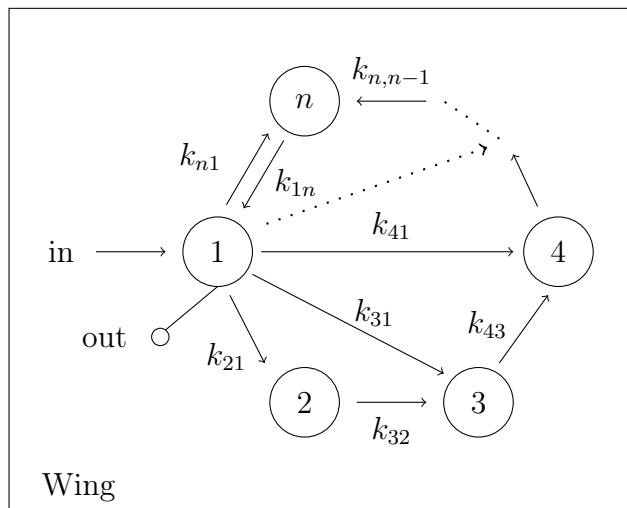 k_{n,n−1}
n
k_{n1}
k_{1n}
k_{41}
in
1
4
k_{31}
out
k_{21}
k_{43}
2
3
k_{32}
Wing